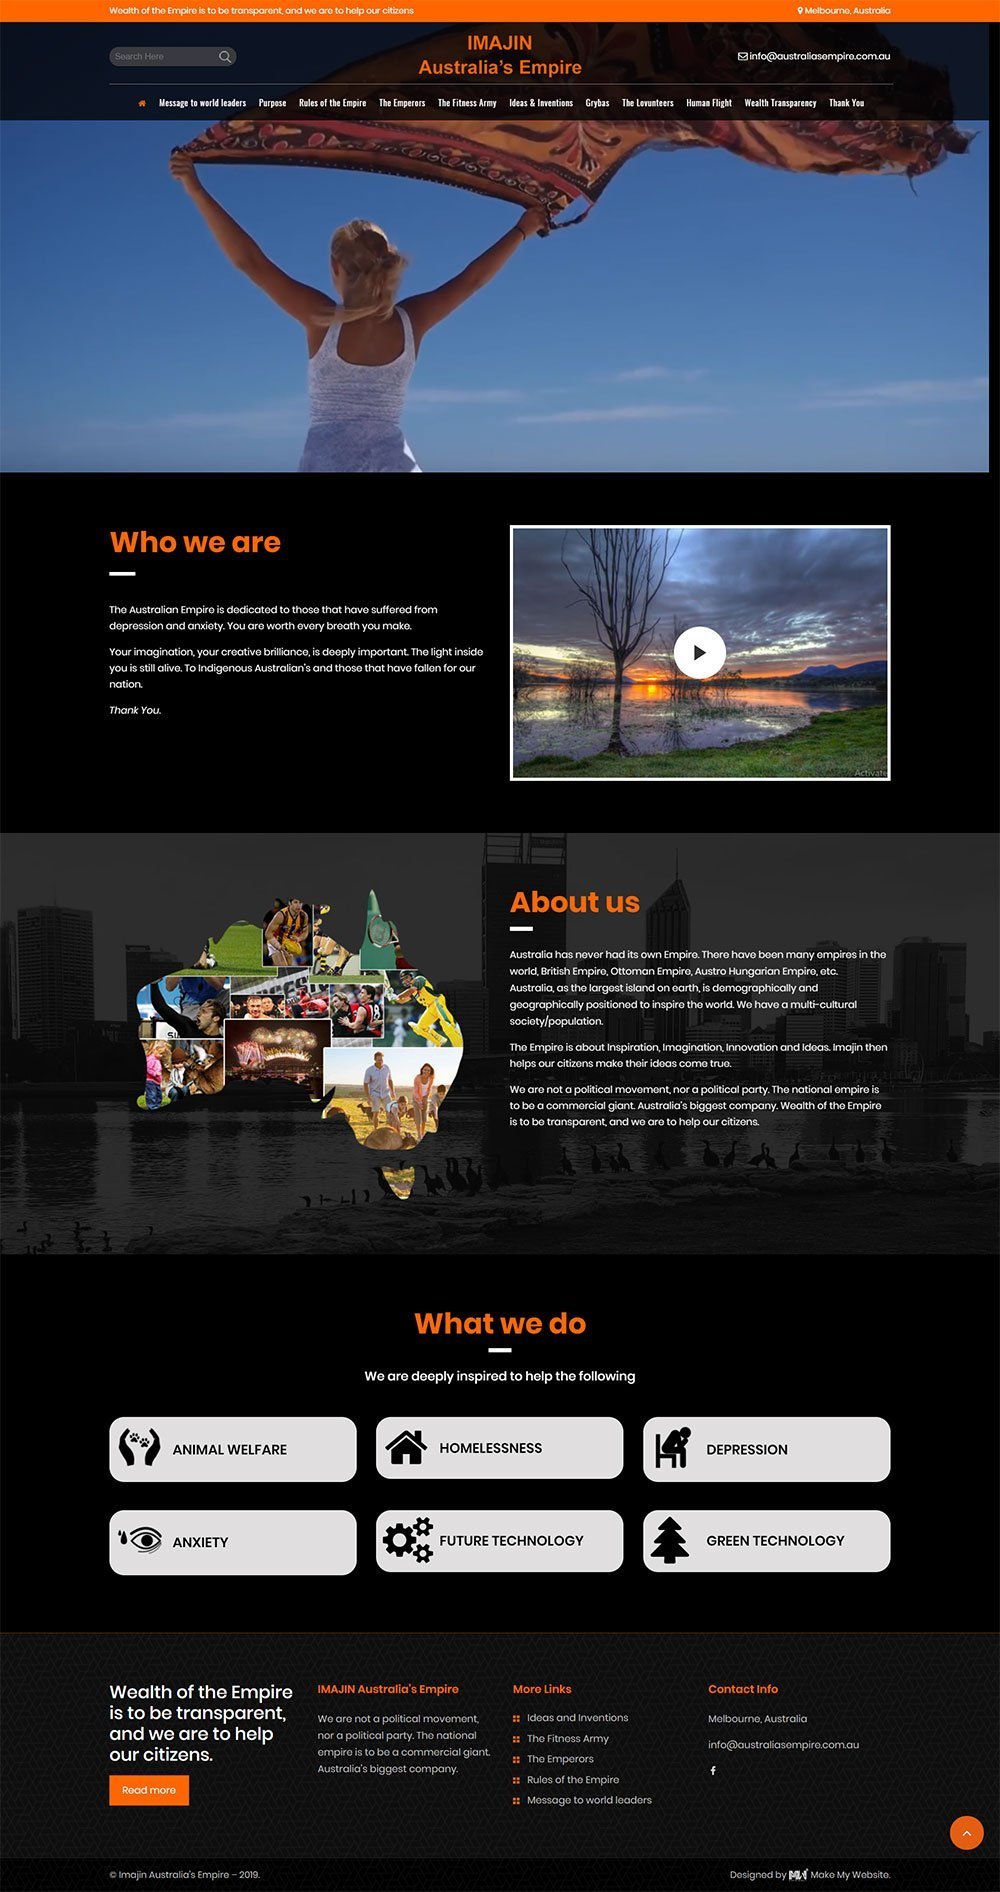 Wealth of the Empire is to be transparent, and we are to help our citizens
Melbourne, Australia
Search Here
IMAJIN
Australia's Empire
info@australiasempire.com.au
Message to world leaders Purpose Rules of the Empire The Emperors The Fitness Army Ideas & Inventions Grybas The Lovunteers Human Flight Wealth Transparency Thank You
Who we are
The Australian Empire is dedicated to those that have suffered from
depression and anxiety. You are worth every breath you make.
Your imagination, your creative brilliance, is deeply important. The light inside
you is still alive. To Indigenous Australian's and those that have fallen for our
nation.
Thank You.
Activate
About us
Australia has never had its own Empire. There have been many empires in the
world, British Empire, Ottoman Empire, Austro Hungarian Empire, etc.
Australia, as the largest island on earth, is demographically and
geographically positioned to inspire the world. We have a multi-cultural
society/population.
The Empire is about Inspiration, Imagination, Innovation and Ideas. Imajin then
helps our citizens make their ideas come true.
We are not a political movement, nor a political party. The national empire is
to be a commercial giant. Australia's biggest company. Wealth of the Empire
is to be transparent, and we are to help our citizens.
What we do
We are deeply inspired to help the following
ANIMAL WELFARE
HOMELESSNESS
DEPRESSION
ANXIETY
FUTURE TECHNOLOGY
GREEN TECHNOLOGY
Wealth of the Empire
is to be transparent,
and we are to help
our citizens.
Read more
IMAJIN Australia's Empire
We are not a political movement,
nor a political party. The national
empire is to be a commercial giant.
Australia's biggest company.
More Links
Ideas and Inventions
The Fitness Army
The Emperors
Rules of the Empire
Message to world leaders
Contact Info
Melbourne, Australia
info@australiasempire.com.au
© Imajin Australia's Empire – 2019.
Designed by Make My Website.